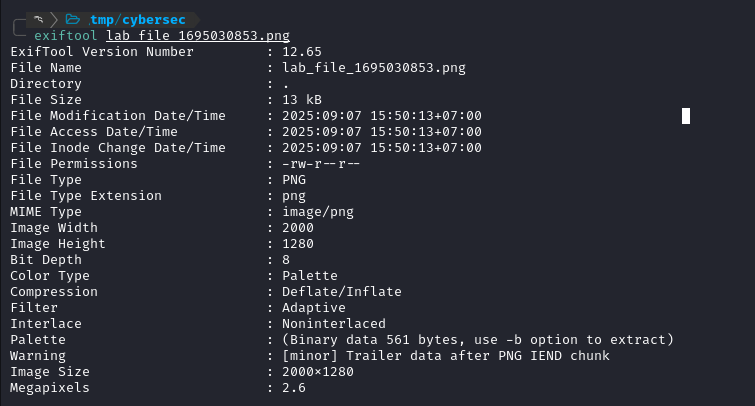 /tmp/cybersec
exiftool lab_file_1695030853.png
ExifTool Version Number : 12.65
File Name : lab_file_1695030853.png
Directory : .
File Size : 13 kB
File Modification Date/Time : 2025:09:07 15:50:13+07:00
File Access Date/Time : 2025:09:07 15:50:13+07:00
File Inode Change Date/Time : 2025:09:07 15:50:13+07:00
File Permissions : -rw-r--r--
File Type : PNG
File Type Extension : png
MIME Type : image/png
Image Width : 2000
Image Height : 1280
Bit Depth : 8
Color Type : Palette
Compression : Deflate/Inflate
Filter : Adaptive
Interlace : Noninterlaced
Palette : (Binary data 561 bytes, use -b option to extract)
Warning : [minor] Trailer data after PNG IEND chunk
Image Size : 2000×1280
Megapixels : 2.6